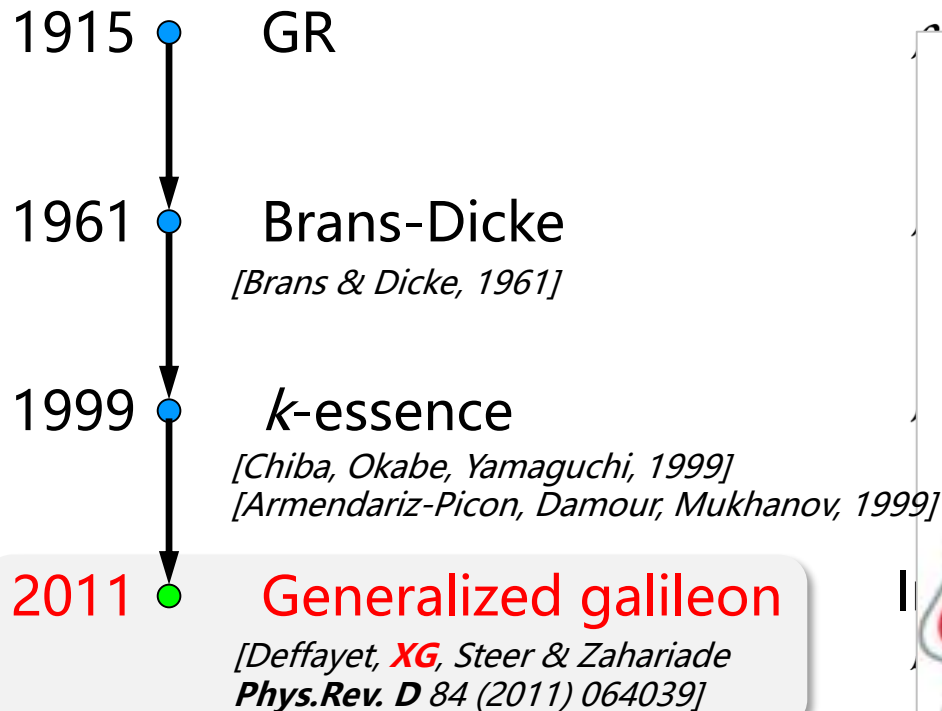 1915 GR
1961 Brans-Dicke
[Brans & Dicke, 1961]
1999 k-essence
[Chiba, Okabe, Yamaguchi, 1999]
[Armendariz-Picon, Damour, Mukhanov, 1999]
2011 Generalized galileon
[Deffayet, XG, Steer & Zahariade
Phys.Rev. D 84 (2011) 064039]